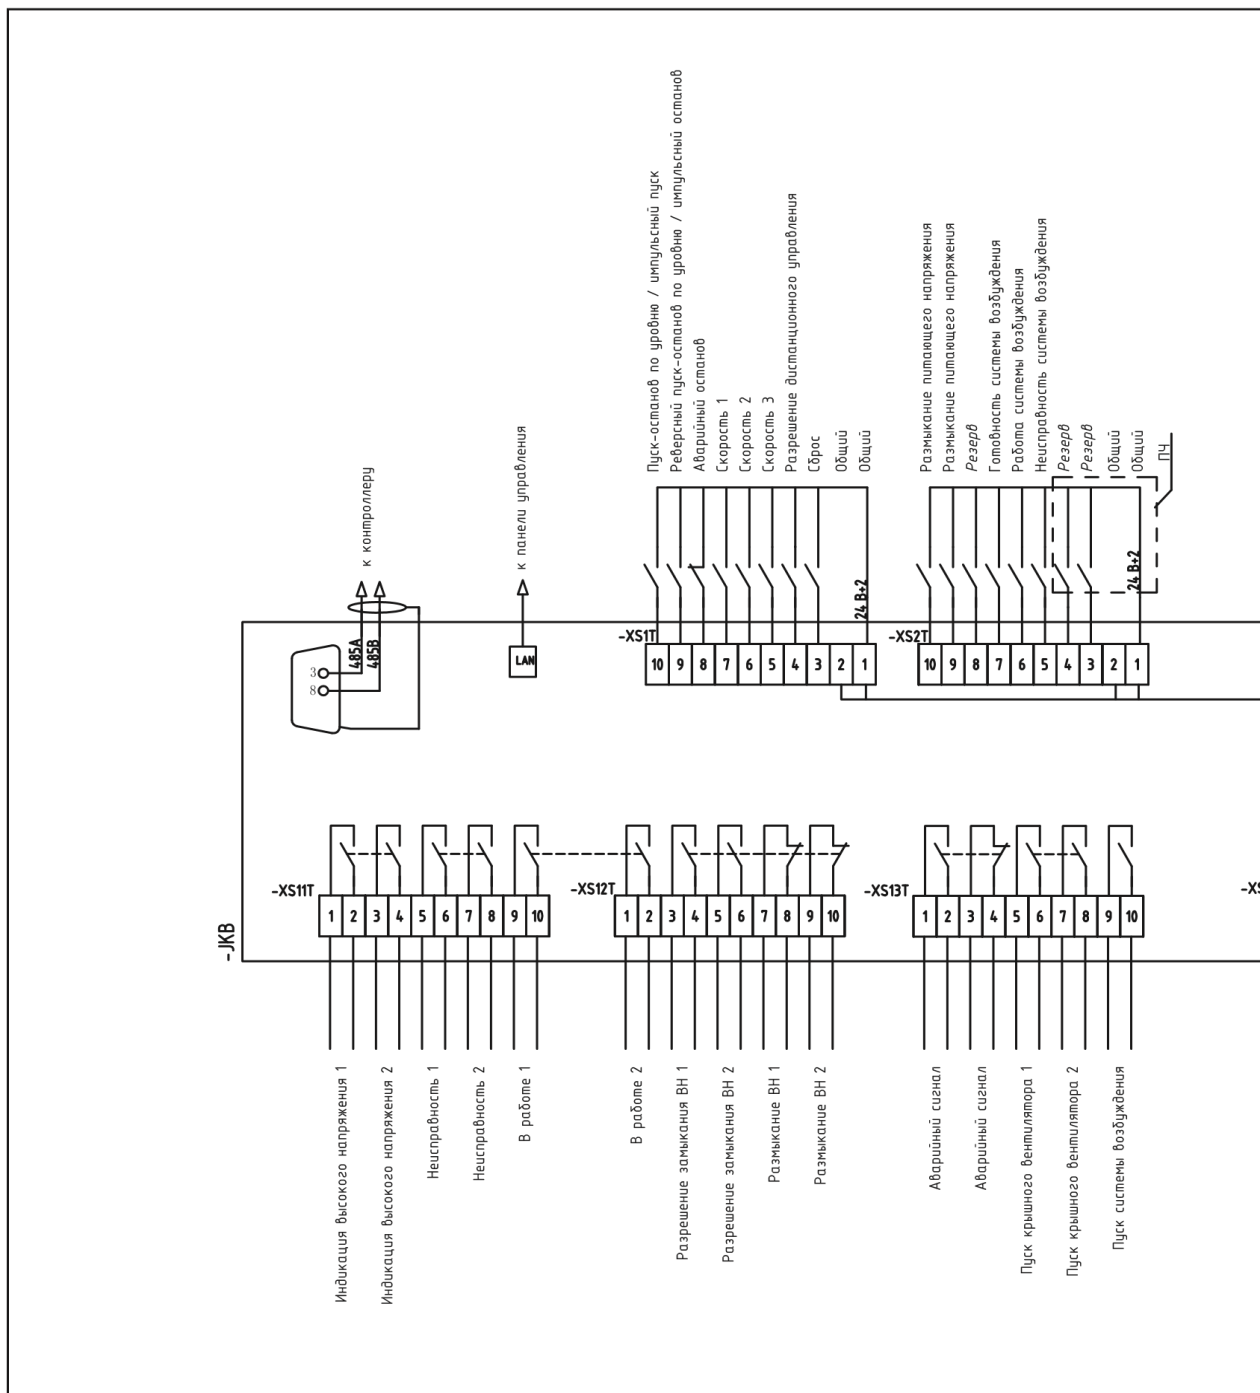 Пуск-останов по уровню / импульсный пуск
Реверсный пуск-останов по уровню / импульсный останов
Аварийный останов
Скорость 1
Скорость 2
Скорость 3
Разрешение дистанционного управления
Сброс
Общий
Общий
Размыкание питающего напряжения
Размыкание питающего напряжения
Резерв
Готовность системы возбуждения
Работа системы возбуждения
Неисправность системы возбуждения
Резерв
Резерв
Общий
Общий
ПЧ
к контроллеру
к панели управления
24 В+2
24 В+2
-XS1T
-XS2T
485A
485B
3
8
LAN
10 9 8 7 6 5 4 3 2 1
10 9 8 7 6 5 4 3 2 1
-XS11T
-XS12T
-XS13T
-XS
1 2 3 4 5 6 7 8 9 10
1 2 3 4 5 6 7 8 9 10
1 2 3 4 5 6 7 8 9 10
-JKB
Индикация высокого напряжения 1
Индикация высокого напряжения 2
Неисправность 1
Неисправность 2
В работе 1
В работе 2
Разрешение замыкания ВН 1
Разрешение замыкания ВН 2
Размыкание ВН 1
Размыкание ВН 2
Аварийный сигнал
Аварийный сигнал
Пуск крышного вентилятора 1
Пуск крышного вентилятора 2
Пуск системы возбуждения